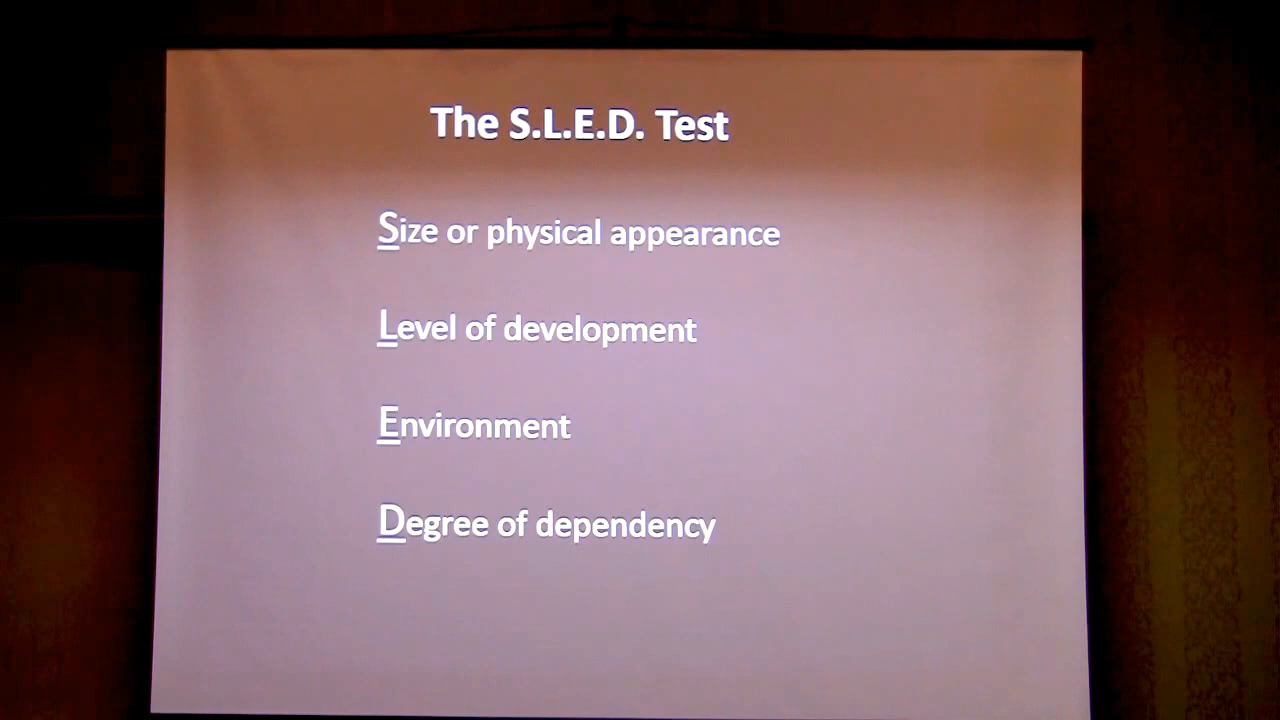 The S.L.E.D. Test
Size or physical appearance
Level of development
Environment
Degree of dependency